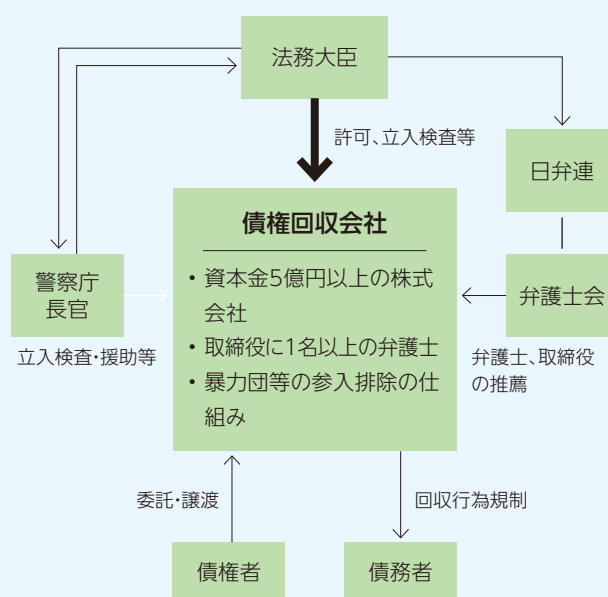 法務大臣
許可、立入検査等
日弁連
債権回収会社
・資本金5億円以上の株式
会社
・取締役に1名以上の弁護士
・暴力団等の参入排除の仕
組み
警察庁
長官
立入検査・援助等
弁護士会
弁護士、取締役
の推薦
委託・譲渡
回収行為規制
債権者
債務者